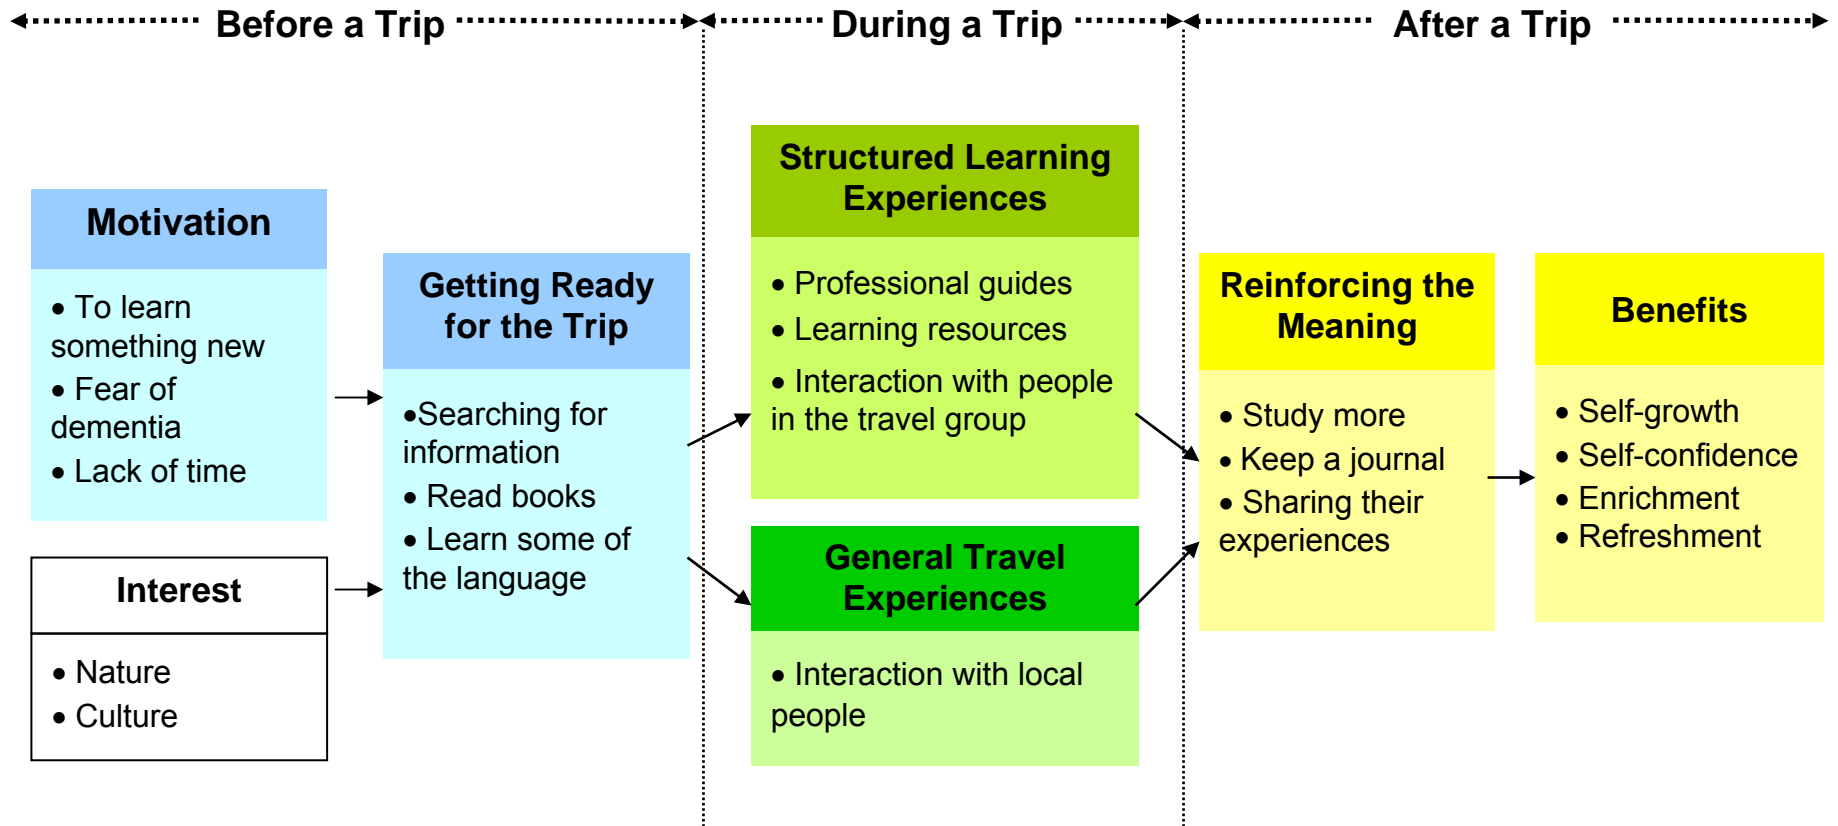 Before a Trip
During a Trip
After a Trip
Motivation
• To learn
something new
• Fear of
dementia
• Lack of time
Interest
• Nature
• Culture
Getting Ready
for the Trip
•Searching for
information
• Read books
• Learn some of
the language
Structured Learning
Experiences
• Professional guides
• Learning resources
• Interaction with people
in the travel group
General Travel
Experiences
• Interaction with local
people
Reinforcing the
Meaning
• Study more
• Keep a journal
• Sharing their
experiences
Benefits
• Self-growth
• Self-confidence
• Enrichment
• Refreshment